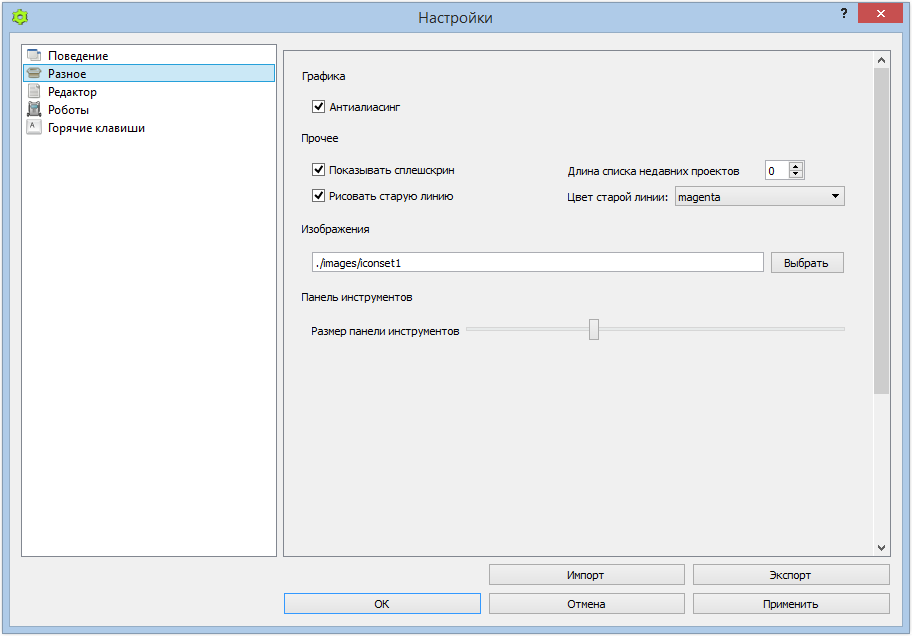 Настройки
?
Поведение
Разное
Редактор
Роботы
Горячие клавиши
Графика
Антиалиасинг
Прочее
Показывать сплешскрин Длина списка недавних проектов 0
Рисовать старую линию Цвет старой линии: magenta
Изображения
./images/iconset1 Выбрать
Панель инструментов
Размер панели инструментов
Импорт Экспорт
OK Отмена Применить